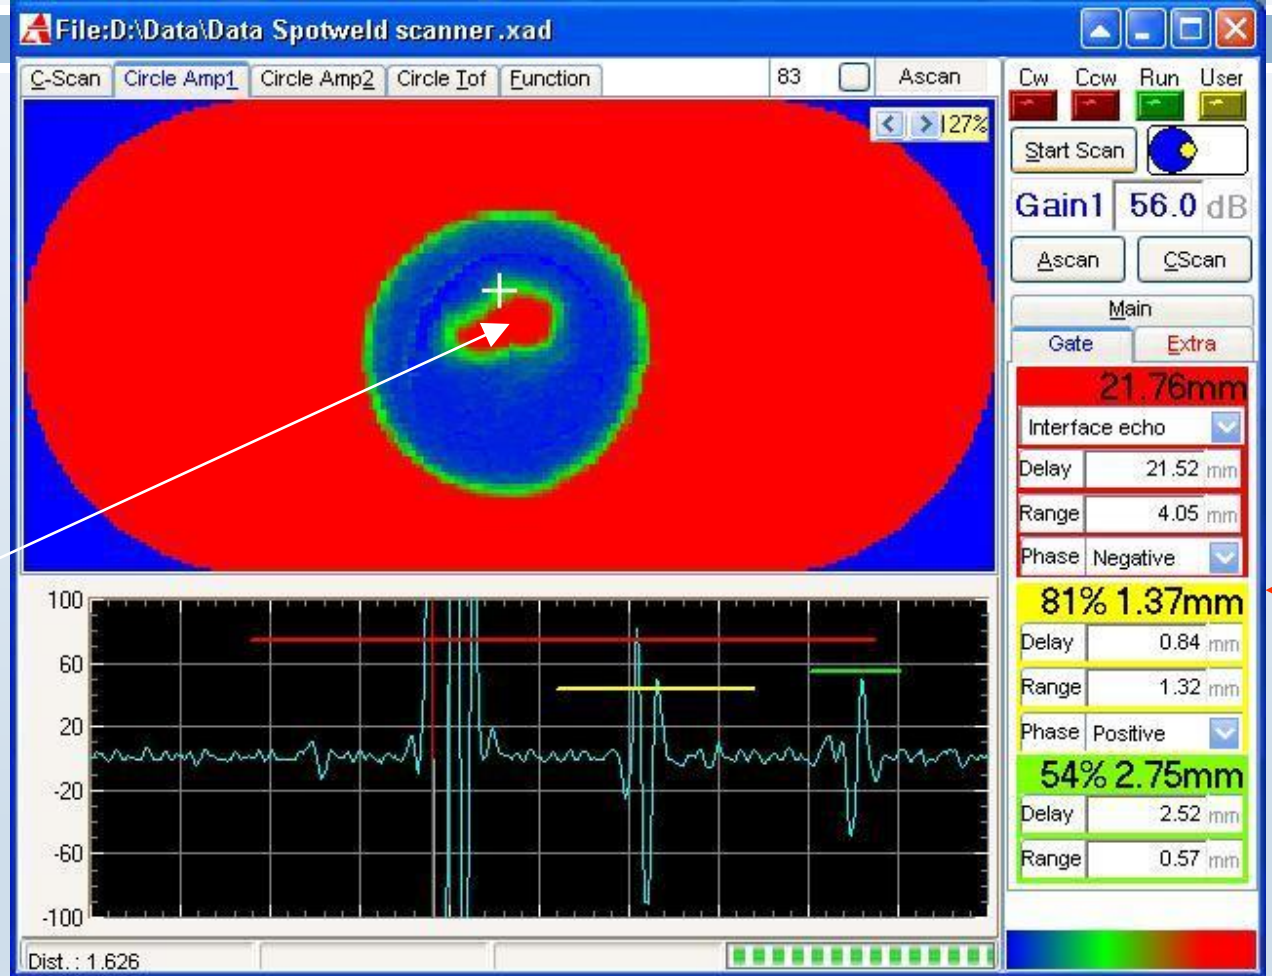 File:D:\Data\Data Spotweld scanner.xad
C-Scan Circle Amp1 Circle Amp2 Circle Tof Function 83 Ascan
27%
Cw Ccw Run User
Start Scan
Gain1 56.0 dB
Ascan CScan
Main
Gate Extra
21.76mm
Interface echo
Delay 21.52 mm
Range 4.05 mm
Phase Negative
81% 1.37mm
Delay 0.84 mm
Range 1.32 mm
Phase Positive
54% 2.75mm
Delay 2.52 mm
Range 0.57 mm
100
60
20
-20
-60
-100
Dist. : 1.626